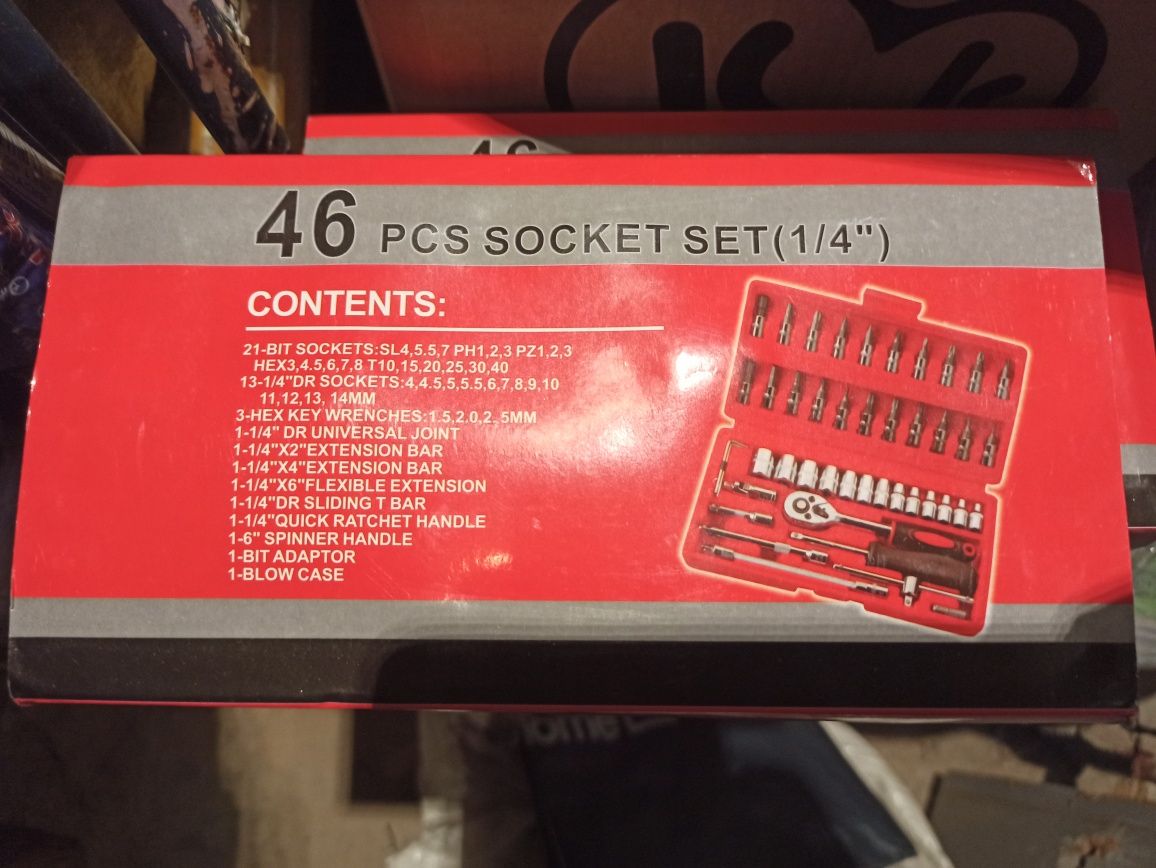 46
46 PCS SOCKET SET(1/4")
CONTENTS:
21-BIT SOCKETS:SL4,5.5,7 PH1,2,3 PZ1,2,3
HEX3,4.5,6,7,8 T10,15,20,25,30,40
13-1/4"DR SOCKETS:4,4.5,5,5.5,6,7,8,9,10
11,12,13, 14MM
3-HEX KEY WRENCHES:1.5,2.0,2. 5MM
1-1/4" DR UNIVERSAL JOINT
1-1/4"X2"EXTENSION BAR
1-1/4"X4"EXTENSION BAR
1-1/4"X6"FLEXIBLE EXTENSION
1-1/4"DR SLIDING T BAR
1-1/4"QUICK RATCHET HANDLE
1-6" SPINNER HANDLE
1-BIT ADAPTOR
1-BLOW CASE